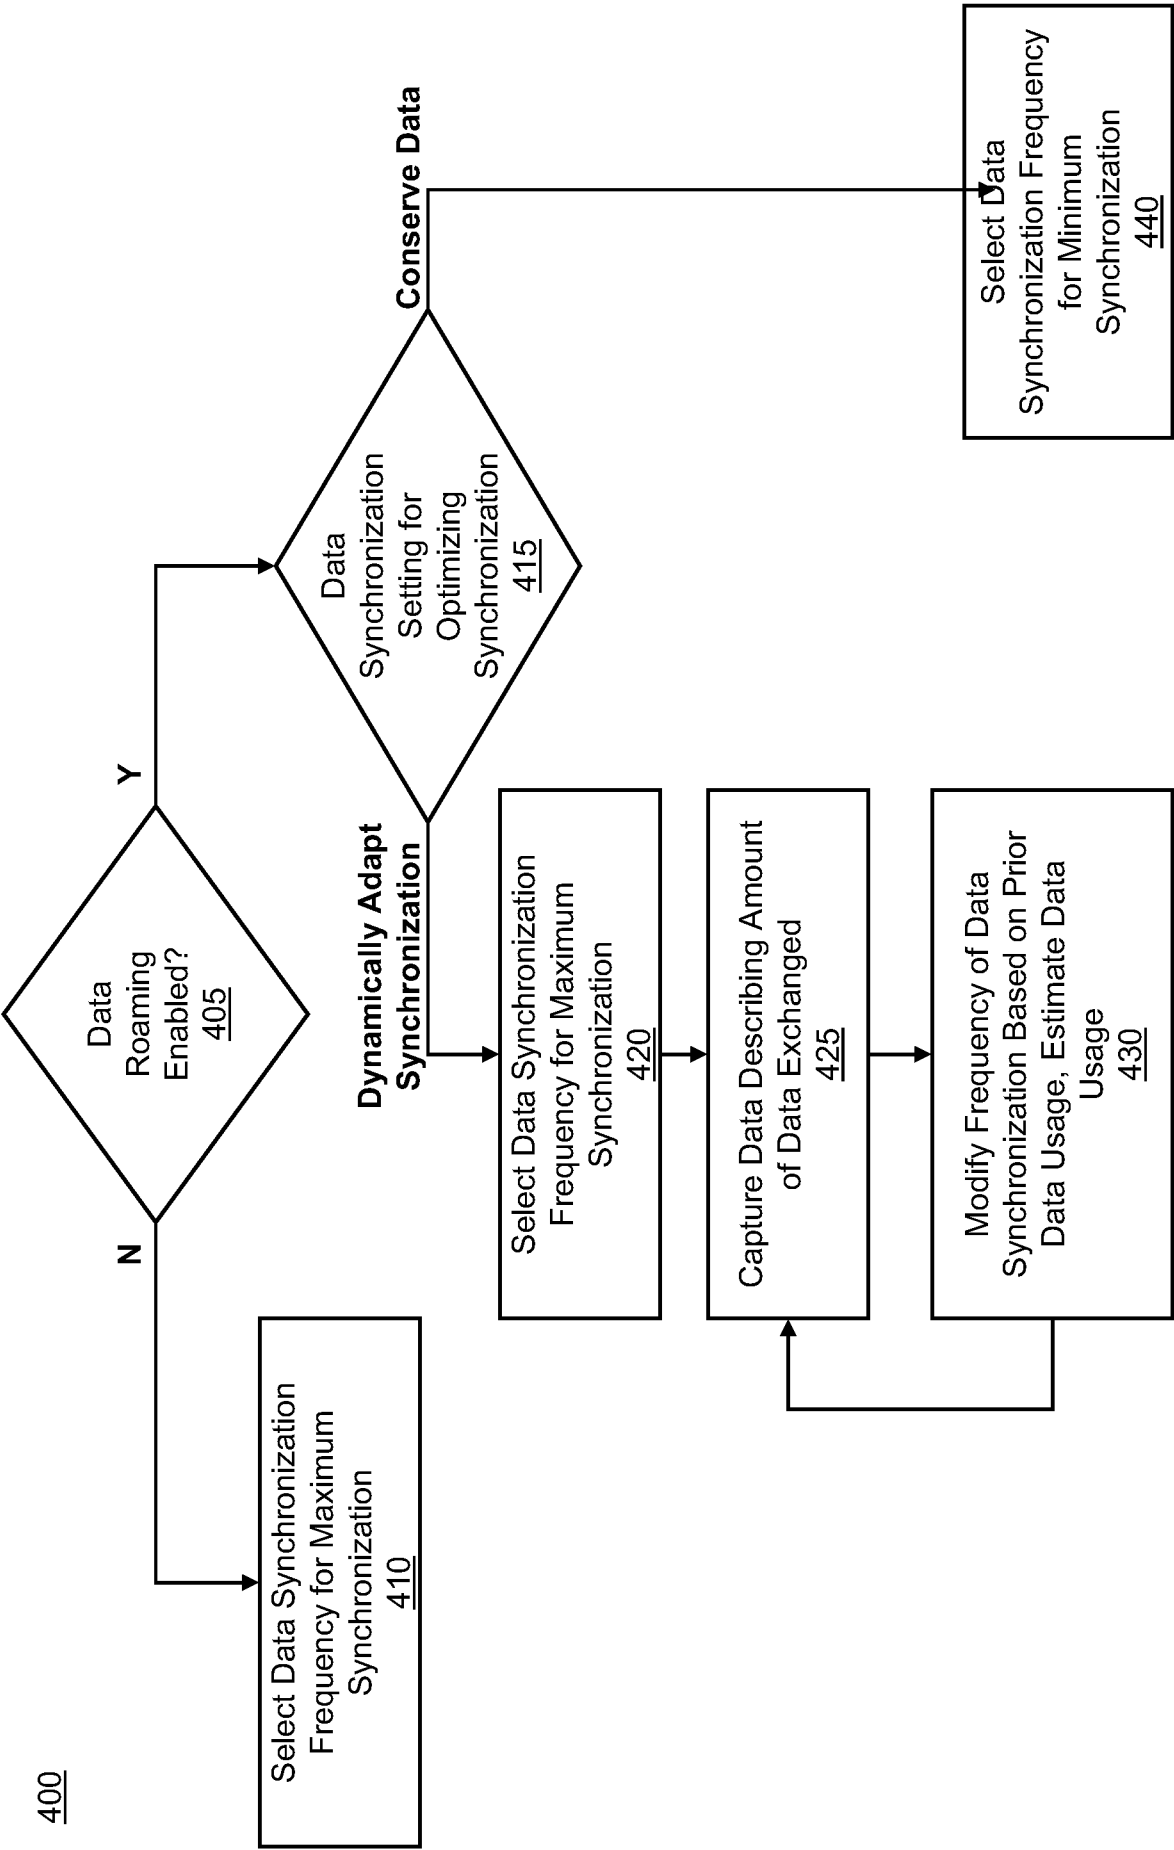 400
Data
Roaming
Enabled?
405
N
Y
Select Data Synchronization
Frequency for Maximum
Synchronization
410
Data
Synchronization
Setting for
Optimizing
Synchronization
415
Dynamically Adapt
Synchronization
Conserve Data
Select Data Synchronization
Frequency for Maximum
Synchronization
420
Capture Data Describing Amount
of Data Exchanged
425
Modify Frequency of Data
Synchronization Based on Prior
Data Usage, Estimate Data
Usage
430
Select Data
Synchronization Frequency
for Minimum
Synchronization
440